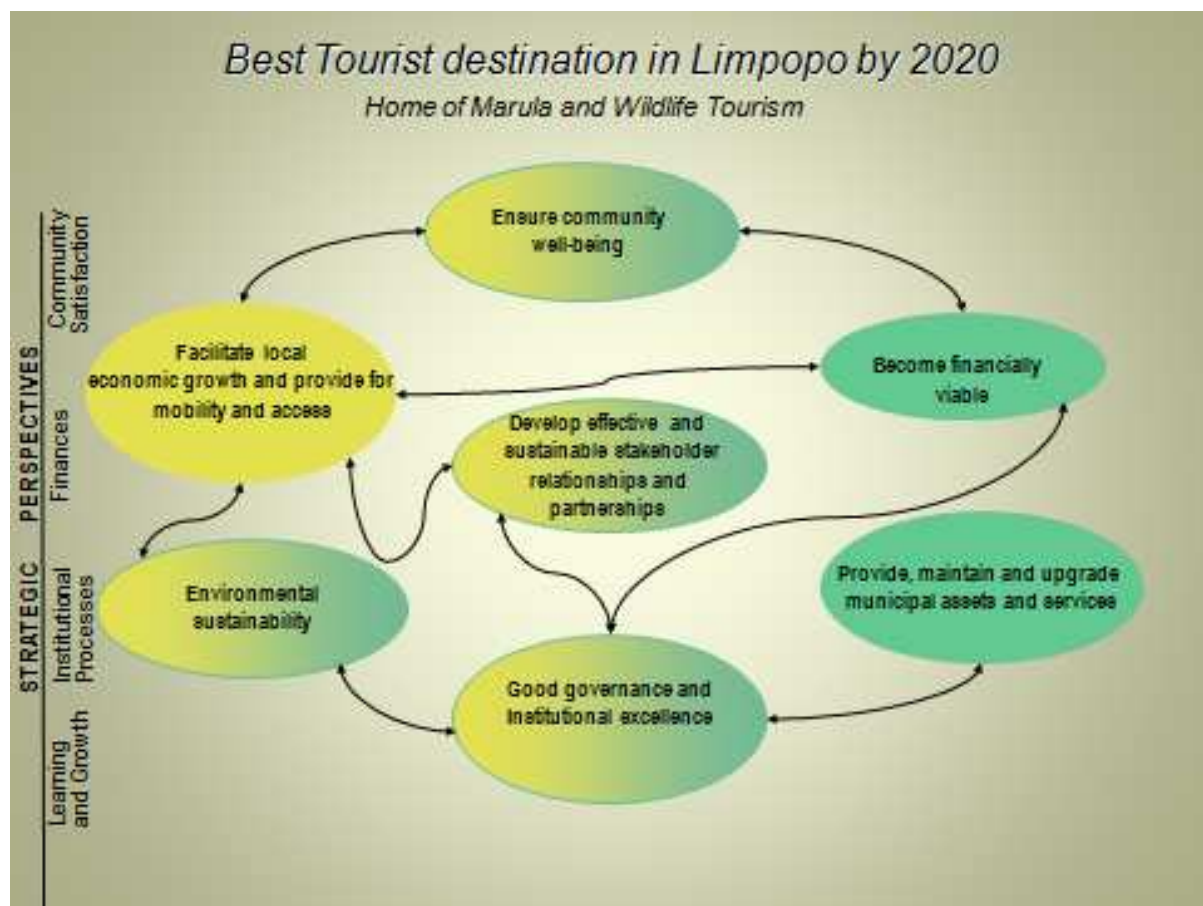 Best Tourist destination in Limpopo by 2020
Home of Marula and Wildlife Tourism
STRATEGIC PERSPECTIVES
Community
Satisfaction
Finances
Institutional
Processes
Learning
and Growth
Ensure community
well-being
Facilitate local
economic growth and provide for
mobility and access
Become financially
viable
Develop effective and
sustainable stakeholder
relationships and
partnerships
Environmental
sustainability
Provide, maintain and upgrade
municipal assets and services
Good governance and
Institutional excellence